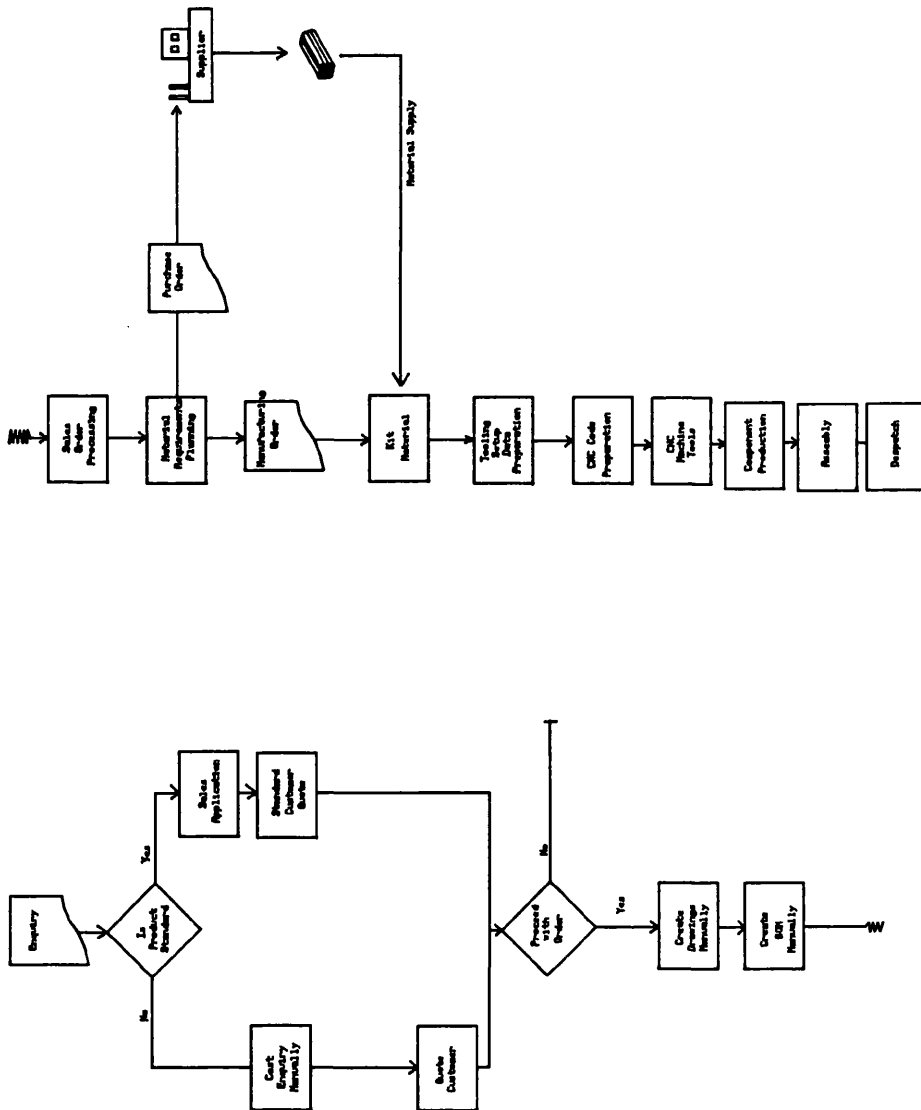 Enquiry
Is
Product
Standard
Yes
No
Sales
Application
Standard
Customer
Quote
Cost
Enquiry
Manually
Quote
Customer
Proceed
with
Order
No
Yes
Create
Drawings
Manually
Create
BOM
Manually
Sales
Order
Processing
Material
Requirements
Planning
Purchase
Order
Supplier
Manufacturing
Order
Material Supply
Kit
Material
Tooling
Setup
Data
Preparation
CNC Code
Preparation
CNC
Machine
Tools
Component
Production
Assembly
Despatch